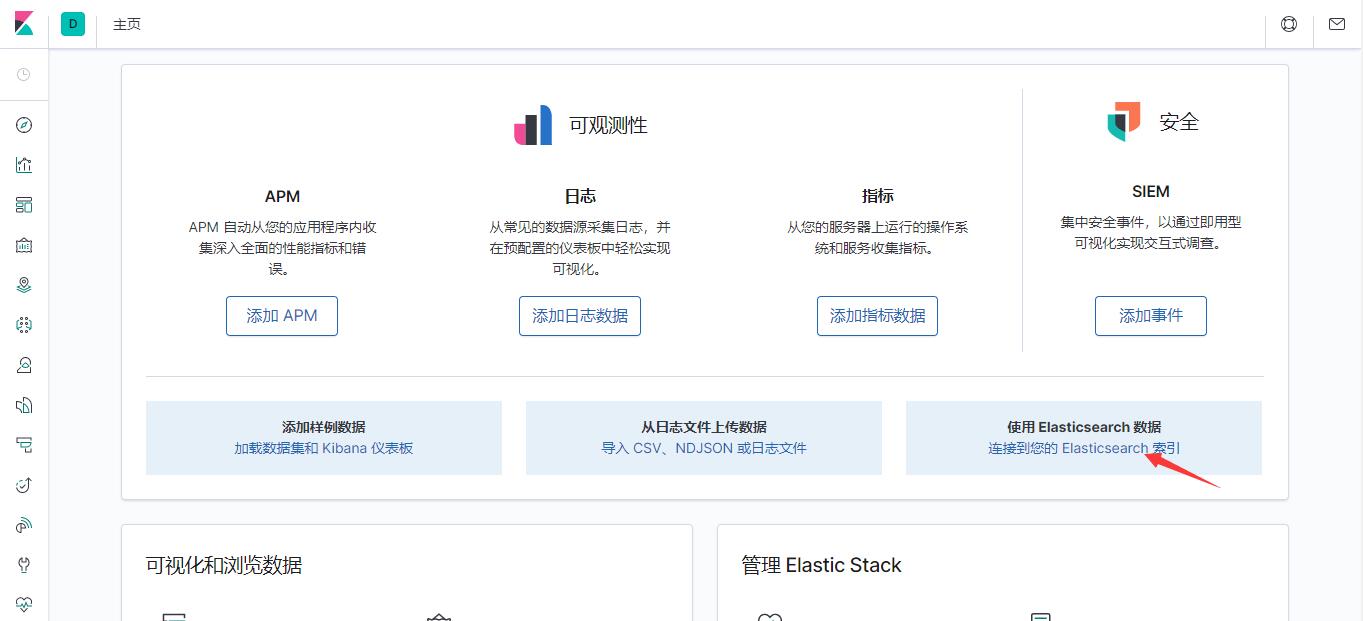 D 主页
可观测性
安全
APM
APM 自动从您的应用程序内收
集深入全面的性能指标和错
误。
添加 APM
日志
从常见的数据源采集日志，并
在预配置的仪表板中轻松实现
可视化。
添加日志数据
指标
从您的服务器上运行的操作系
统和服务收集指标。
添加指标数据
SIEM
集中安全事件，以通过即用型
可视化实现交互式调查。
添加事件
添加样例数据
加载数据集和 Kibana 仪表板
从日志文件上传数据
导入 CSV、NDJSON 或日志文件
使用 Elasticsearch 数据
连接到您的 Elasticsearch 索引
可视化和浏览数据
管理 Elastic Stack